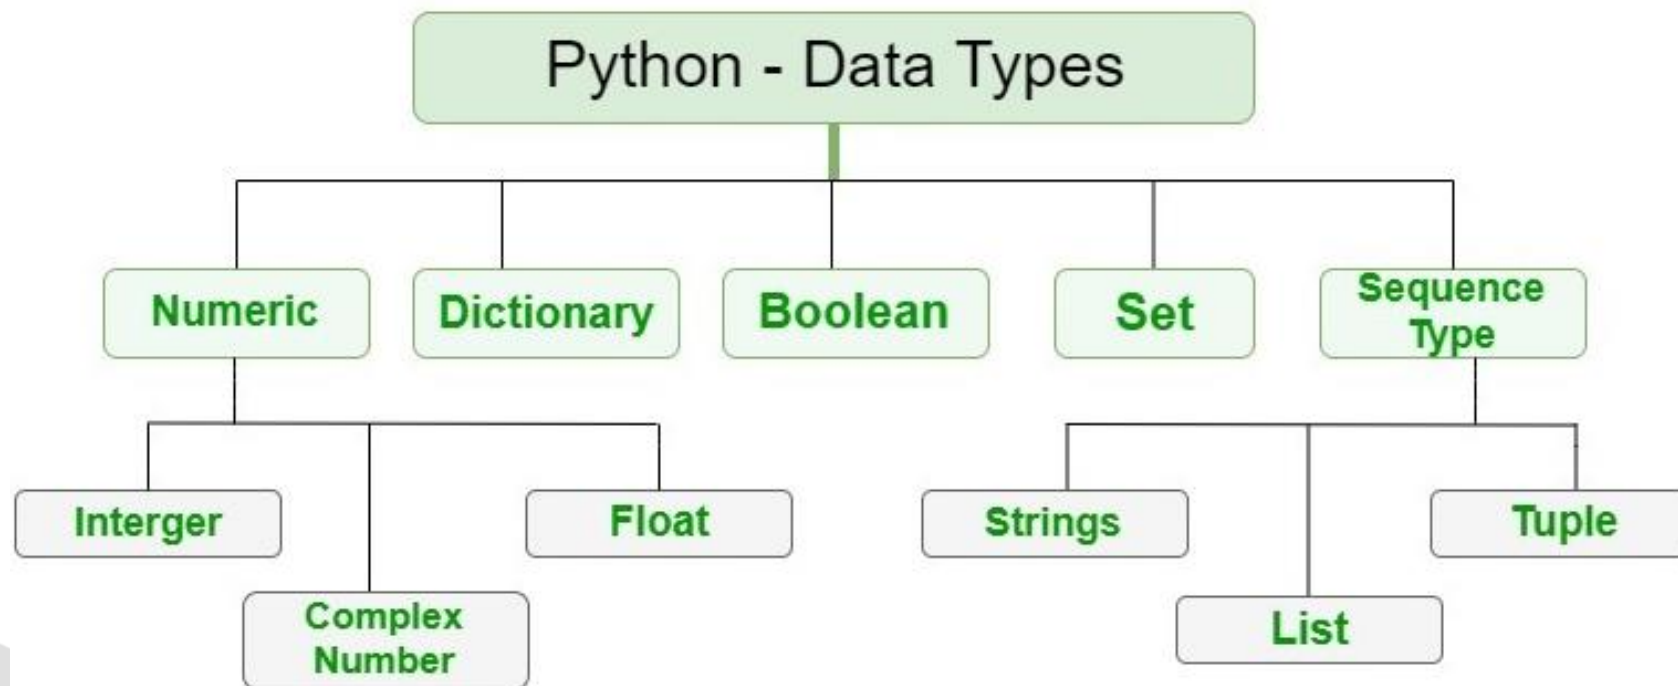 Python - Data Types
Numeric
Dictionary
Boolean
Set
Sequence
Type
Interger
Float
Strings
Tuple
Complex
Number
List